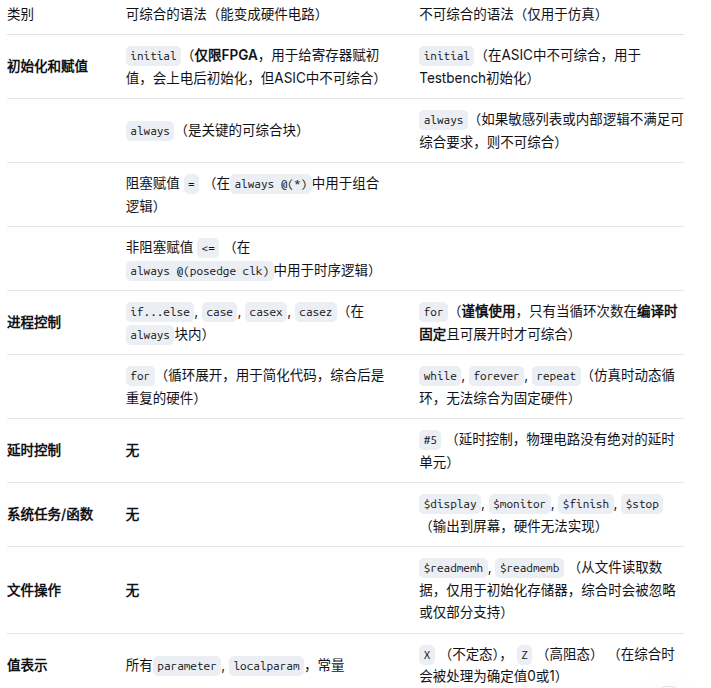 类别 可综合的语法（能变成硬件电路） 不可综合的语法（仅用于仿真）
初始化和赋值
initial（仅限FPGA，用于给寄存器赋初
值，会上电后初始化，但ASIC中不可综合）
initial（在ASIC中不可综合，用于
Testbench初始化）
always（是关键的可综合块）
always（如果敏感列表或内部逻辑不满足可
综合要求，则不可综合）
阻塞赋值 = （在 always @(*) 中用于组合
逻辑）
非阻塞赋值 <= （在
always @(posedge clk) 中用于时序逻辑）
进程控制
if...else, case, casex, casez（在
always 块内）
for（谨慎使用，只有当循环次数在编译时
固定且可展开时才可综合）
for（循环展开，用于简化代码，综合后是
重复的硬件）
while, forever, repeat（仿真时动态循
环，无法综合为固定硬件）
延时控制
无
#5 （延时控制，物理电路没有绝对的延时
单元）
系统任务/函数
无
$display, $monitor, $finish, $stop
（输出到屏幕，硬件无法实现）
文件操作
无
$readmemh, $readmemb （从文件读取数
据，仅用于初始化存储器，综合时会被忽略
或仅部分支持）
值表示
所有 parameter, localparam，常量
X （不定态）， Z （高阻态） （在综合时
会被处理为确定值0或1）